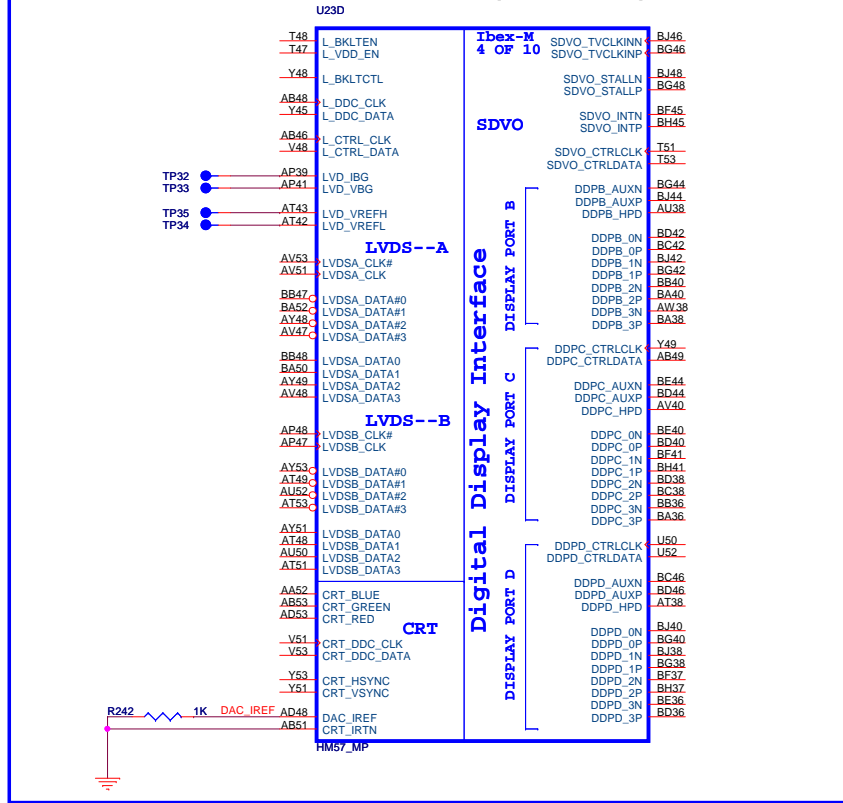 U23D
Ibex-M
4 OF 10
T48 L_BKLTEN
T47 L_VDD_EN
Y48 L_BKLTCTL
AB48 L_DDC_CLK
Y45 L_DDC_DATA
AB46 L_CTRL_CLK
V48 L_CTRL_DATA
TP32 AP39 LVD_IBG
TP33 AP41 LVD_VBG
TP35 AT43 LVD_VREFH
TP34 AT42 LVD_VREFL
LVDS--A
AV53 LVDSA_CLK#
AV51 LVDSA_CLK
BB47 LVDSA_DATA#0
BA52 LVDSA_DATA#1
AY48 LVDSA_DATA#2
AV47 LVDSA_DATA#3
BB48 LVDSA_DATA0
BA50 LVDSA_DATA1
AY49 LVDSA_DATA2
AV48 LVDSA_DATA3
LVDS--B
AP48 LVDSB_CLK#
AP47 LVDSB_CLK
AY53 LVDSB_DATA#0
AT49 LVDSB_DATA#1
AU52 LVDSB_DATA#2
AT53 LVDSB_DATA#3
AY51 LVDSB_DATA0
AT48 LVDSB_DATA1
AU50 LVDSB_DATA2
AT51 LVDSB_DATA3
AA52 CRT_BLUE
AB53 CRT_GREEN
AD53 CRT_RED
CRT
V51 CRT_DDC_CLK
V53 CRT_DDC_DATA
Y53 CRT_HSYNC
Y51 CRT_VSYNC
R242 1K DAC_IREF AD48 DAC_IREF
AB51 CRT_IRTN
HM57_MP
Digital Display Interface
SDVO_TVCLKINN BJ46
SDVO_TVCLKINP BG46
SDVO_STALLN BJ48
SDVO_STALLP BG48
SDVO
SDVO_INTN BF45
SDVO_INTP BH45
SDVO_CTRLCLK T51
SDVO_CTRLDATA T53
DISPLAY PORT B
DDPB_AUXN BG44
DDPB_AUXP BJ44
DDPB_HPD AU38
DDPB_0N BD42
DDPB_0P BC42
DDPB_1N BJ42
DDPB_1P BG42
DDPB_2N BB40
DDPB_2P BA40
DDPB_3N AW38
DDPB_3P BA38
DISPLAY PORT C
DDPC_CTRLCLK Y49
DDPC_CTRLDATA AB49
DDPC_AUXN BE44
DDPC_AUXP BD44
DDPC_HPD AV40
DDPC_0N BE40
DDPC_0P BD40
DDPC_1N BF41
DDPC_1P BH41
DDPC_2N BD38
DDPC_2P BC38
DDPC_3N BB36
DDPC_3P BA36
DISPLAY PORT D
DDPD_CTRLCLK U50
DDPD_CTRLDATA U52
DDPD_AUXN BC46
DDPD_AUXP BD46
DDPD_HPD AT38
DDPD_0N BJ40
DDPD_0P BG40
DDPD_1N BJ38
DDPD_1P BG38
DDPD_2N BF37
DDPD_2P BH37
DDPD_3N BE36
DDPD_3P BD36